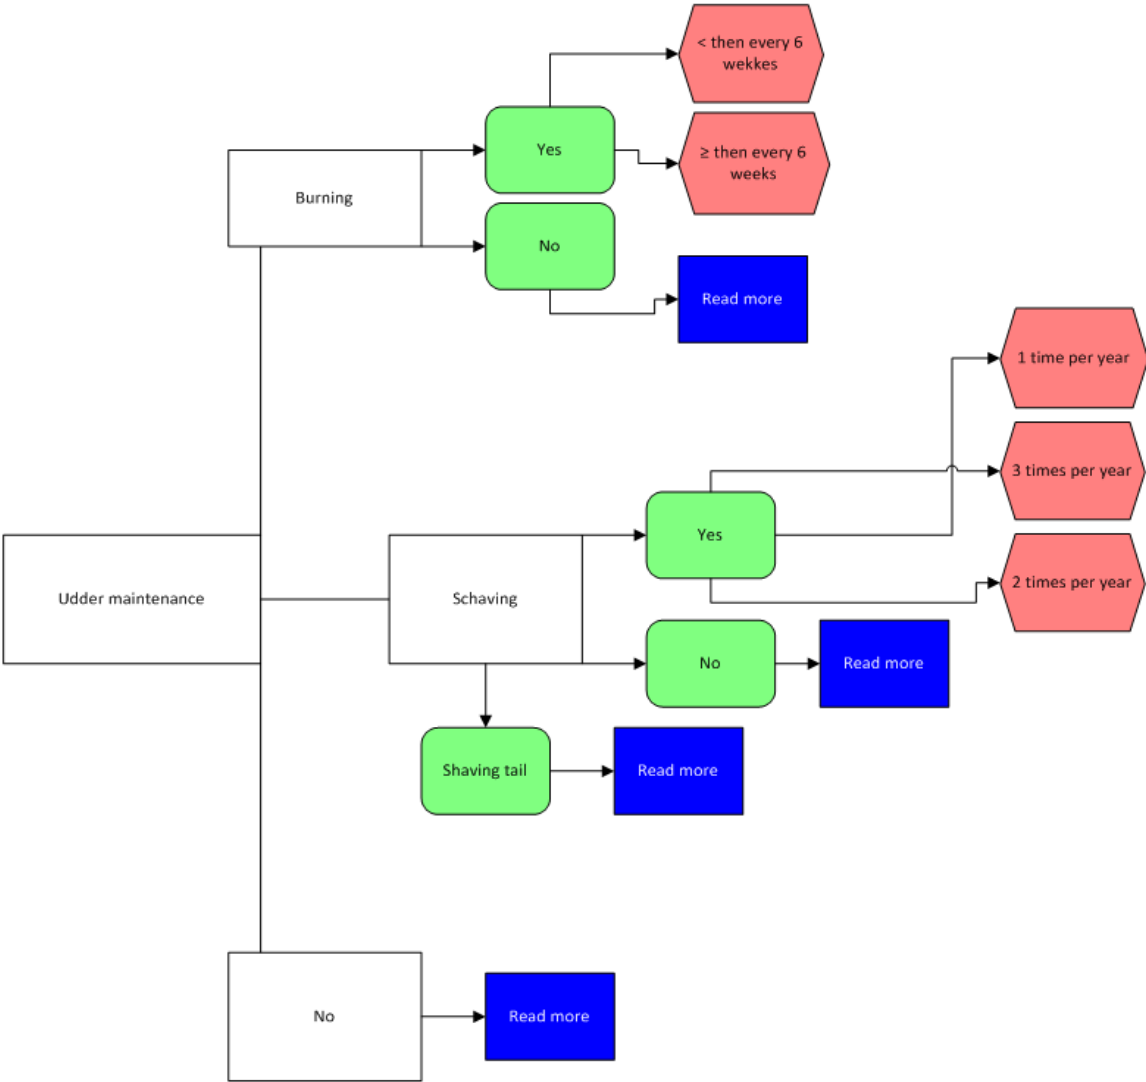 < then every 6
wekkes
Yes
≥ then every 6
weeks
Burning
No
Read more
1 time per year
3 times per year
Yes
2 times per year
Udder maintenance
Schaving
No
Read more
Shaving tail
Read more
No
Read more